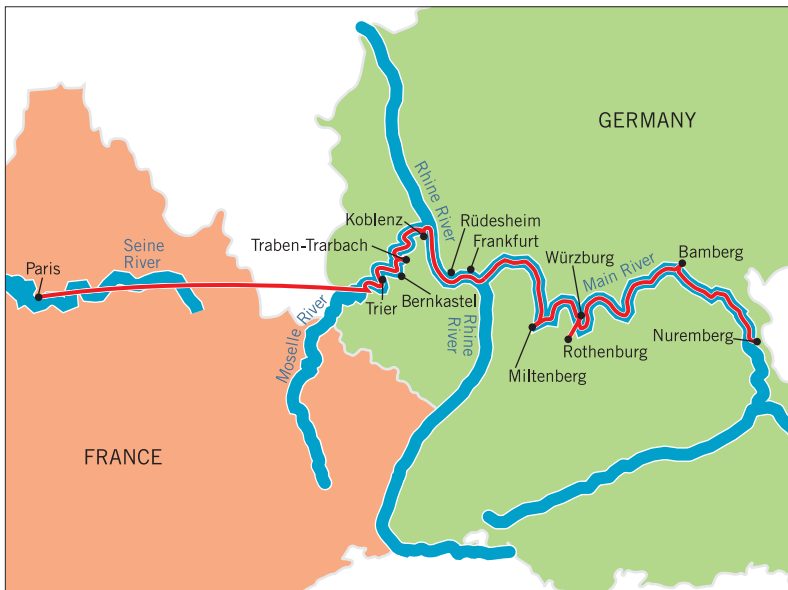 GERMANY
Rhine River
Koblenz
Rüdesheim
Traben-Trarbach
Frankfurt
Seine
River
Würzburg
Main River
Bamberg
Paris
Trier
Bernkastel
Rhine
River
Moselle River
Nuremberg
Rothenburg
Miltenberg
FRANCE